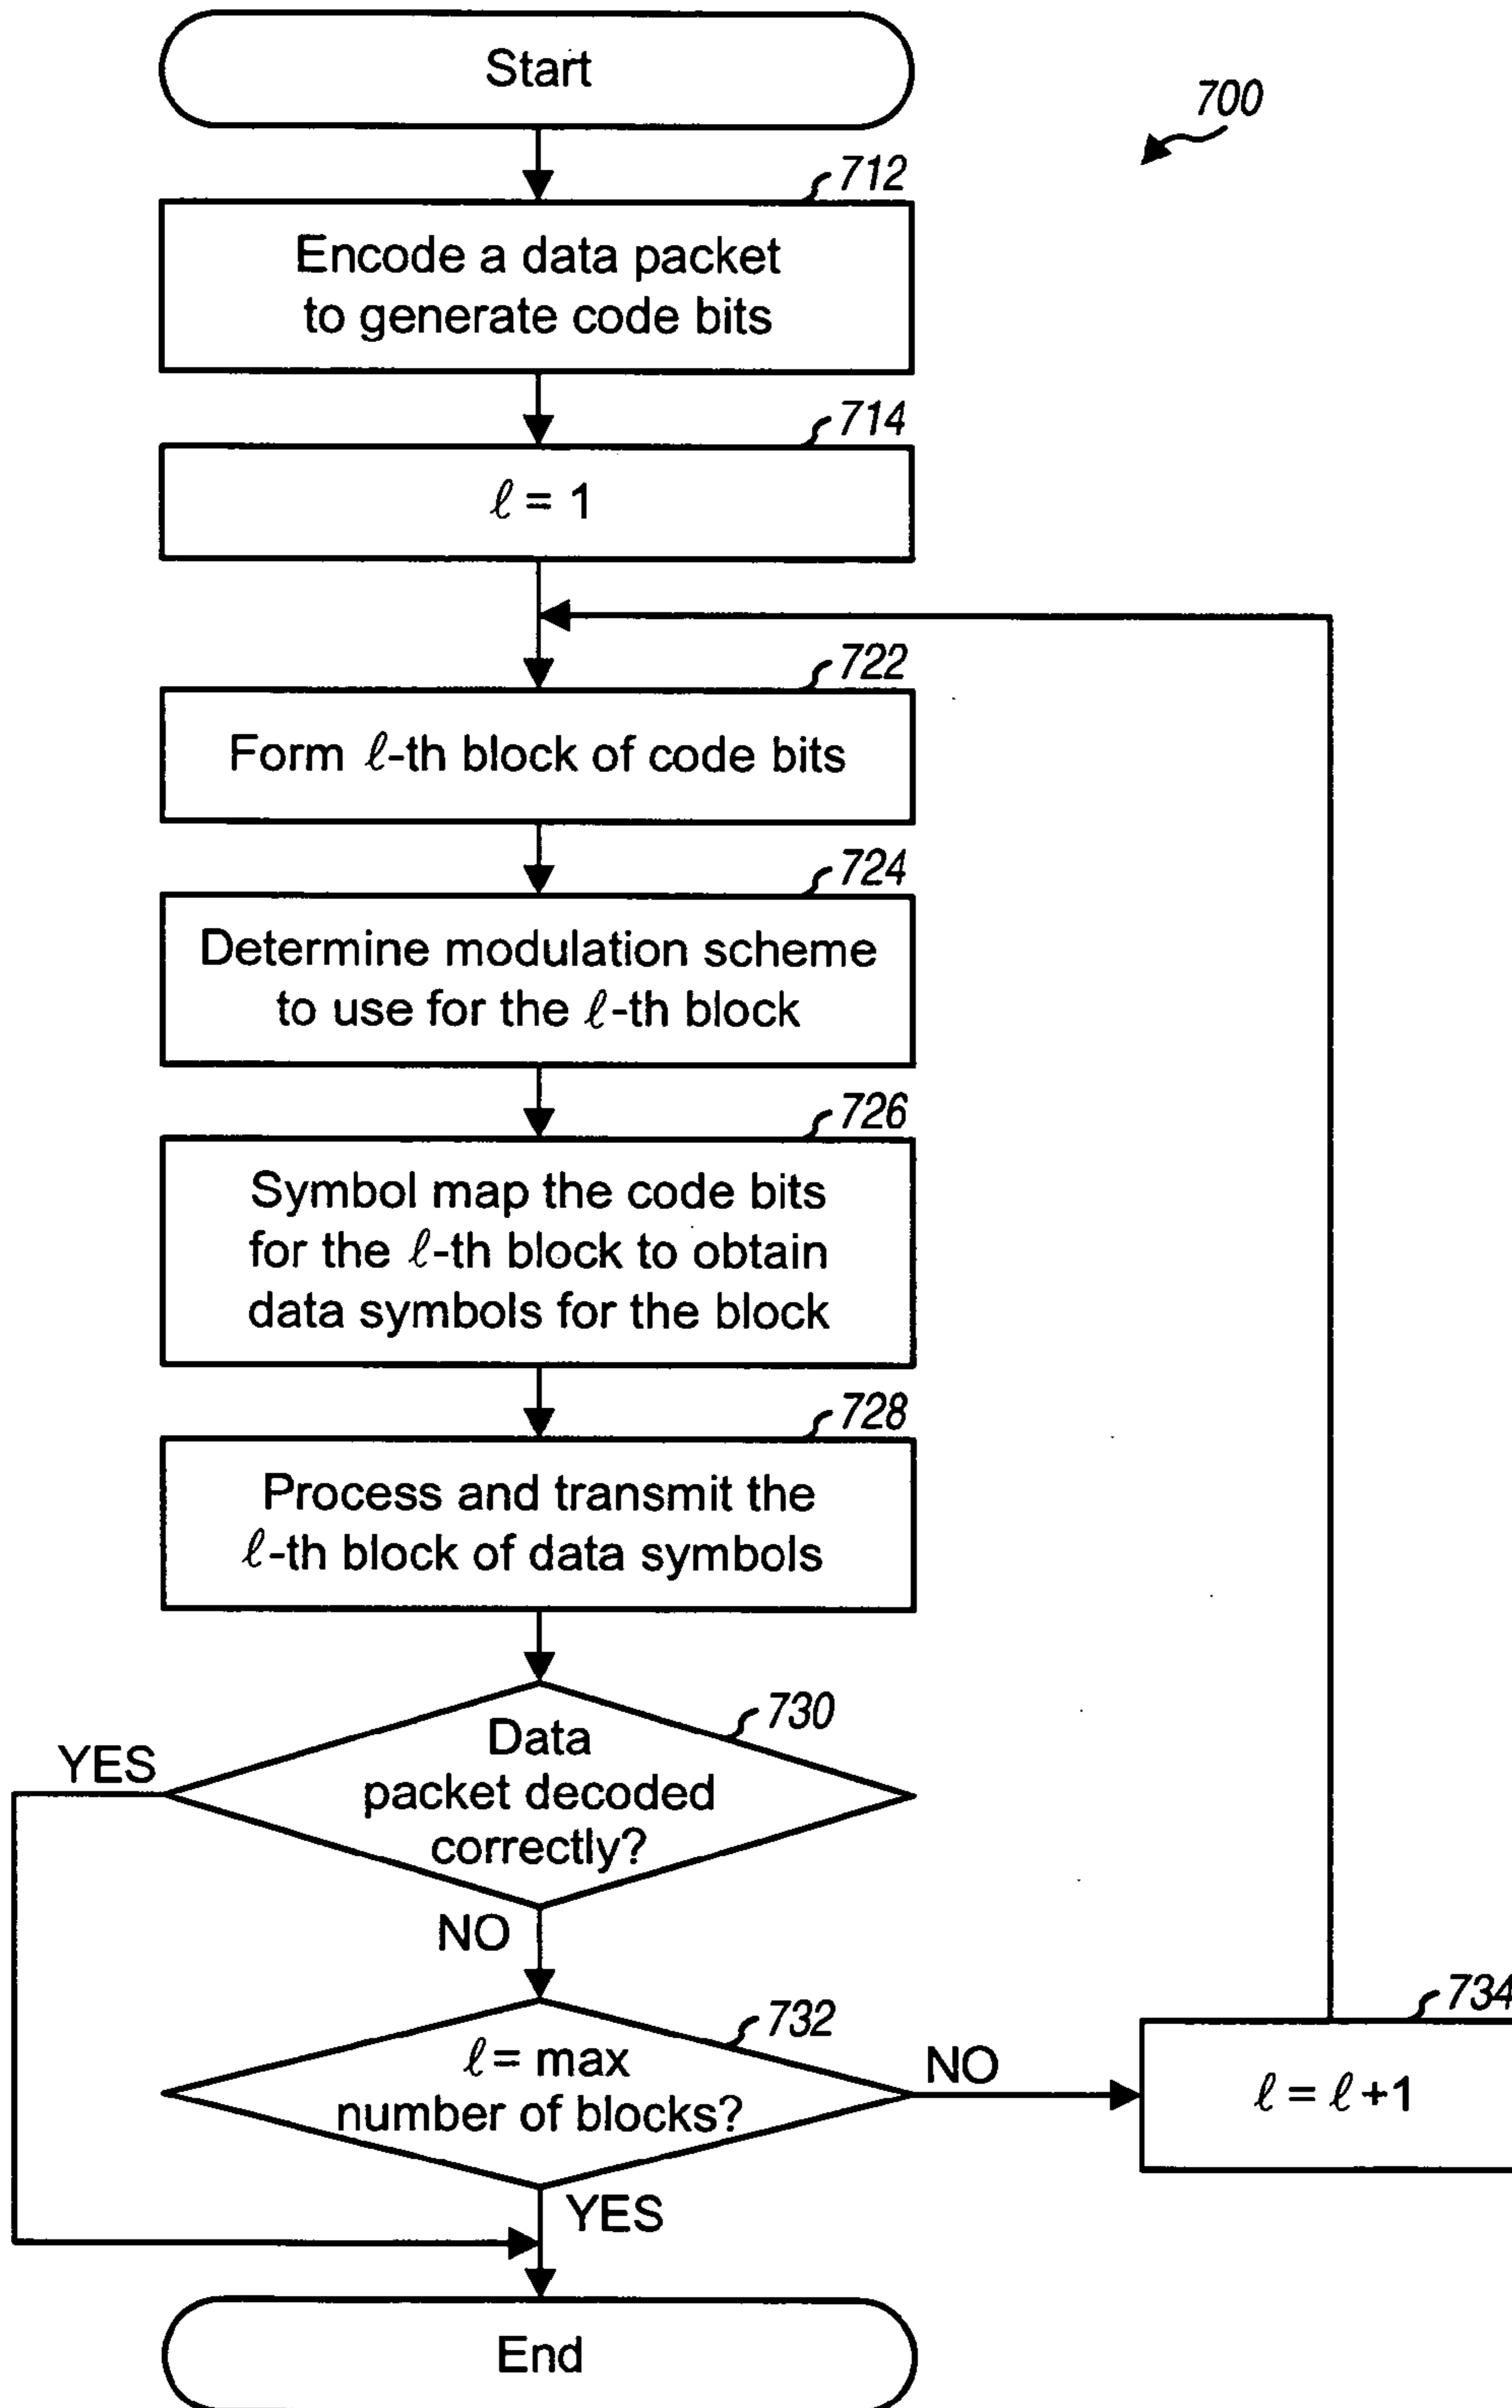 Start
700
712
Encode a data packet
to generate code bits
714
ℓ = 1
722
Form ℓ-th block of code bits
724
Determine modulation scheme
to use for the ℓ-th block
726
Symbol map the code bits
for the ℓ-th block to obtain
data symbols for the block
728
Process and transmit the
ℓ-th block of data symbols
730
YES
Data
packet decoded
correctly?
NO
732
734
ℓ = max
number of blocks?
NO
ℓ = ℓ +1
YES
End